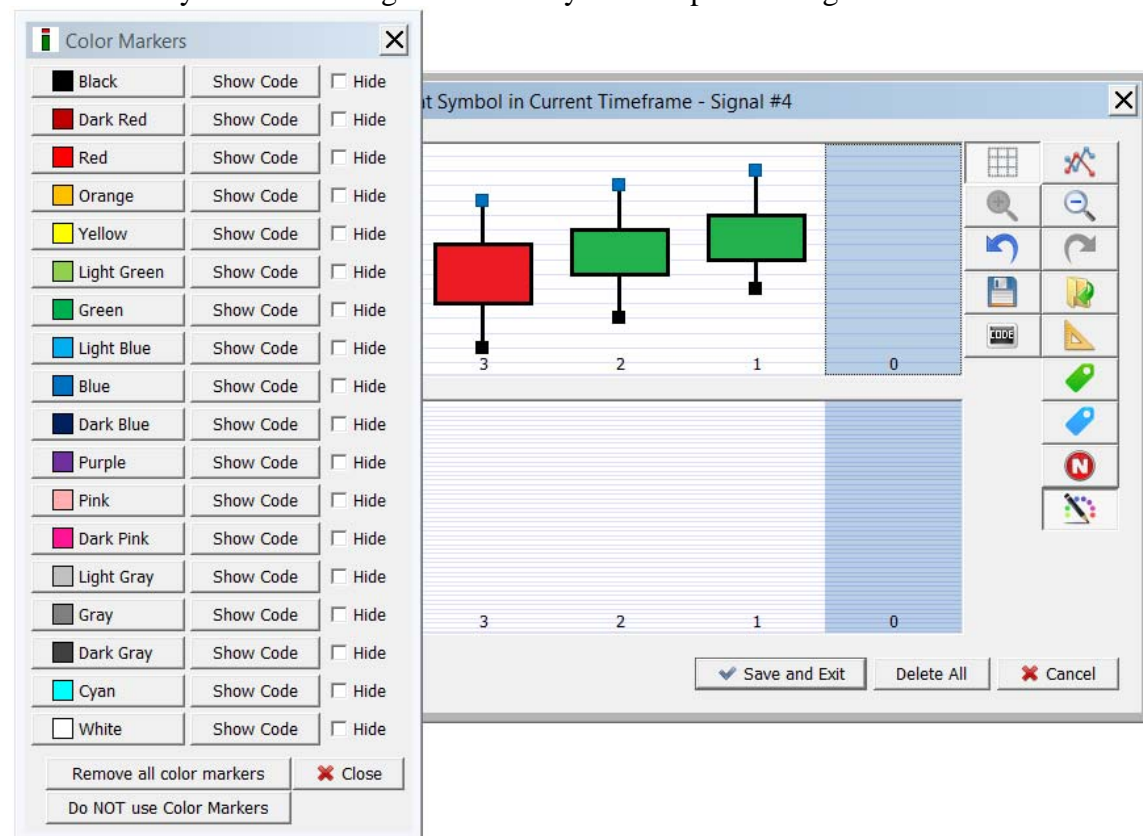 Color Markers
Black Show Code Hide
Dark Red Show Code Hide
Red Show Code Hide
Orange Show Code Hide
Yellow Show Code Hide
Light Green Show Code Hide
Green Show Code Hide
Light Blue Show Code Hide
Blue Show Code Hide
Dark Blue Show Code Hide
Purple Show Code Hide
Pink Show Code Hide
Dark Pink Show Code Hide
Light Gray Show Code Hide
Gray Show Code Hide
Dark Gray Show Code Hide
Cyan Show Code Hide
White Show Code Hide
Remove all color markers Close
Do NOT use Color Markers
Symbol in Current Timeframe - Signal #4
3 2 1 0
CODE
N
3 2 1 0
Save and Exit Delete All Cancel